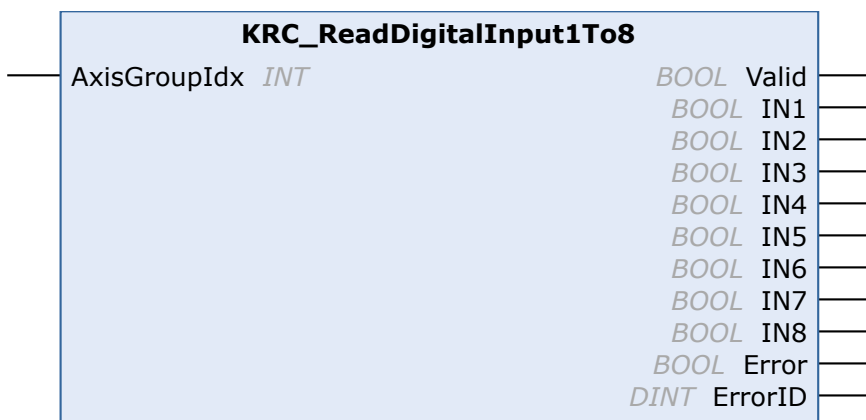 KRC_ReadDigitalInput1To8
AxisGroupIdx INT BOOL Valid
BOOL IN1
BOOL IN2
BOOL IN3
BOOL IN4
BOOL IN5
BOOL IN6
BOOL IN7
BOOL IN8
BOOL Error
DINT ErrorID